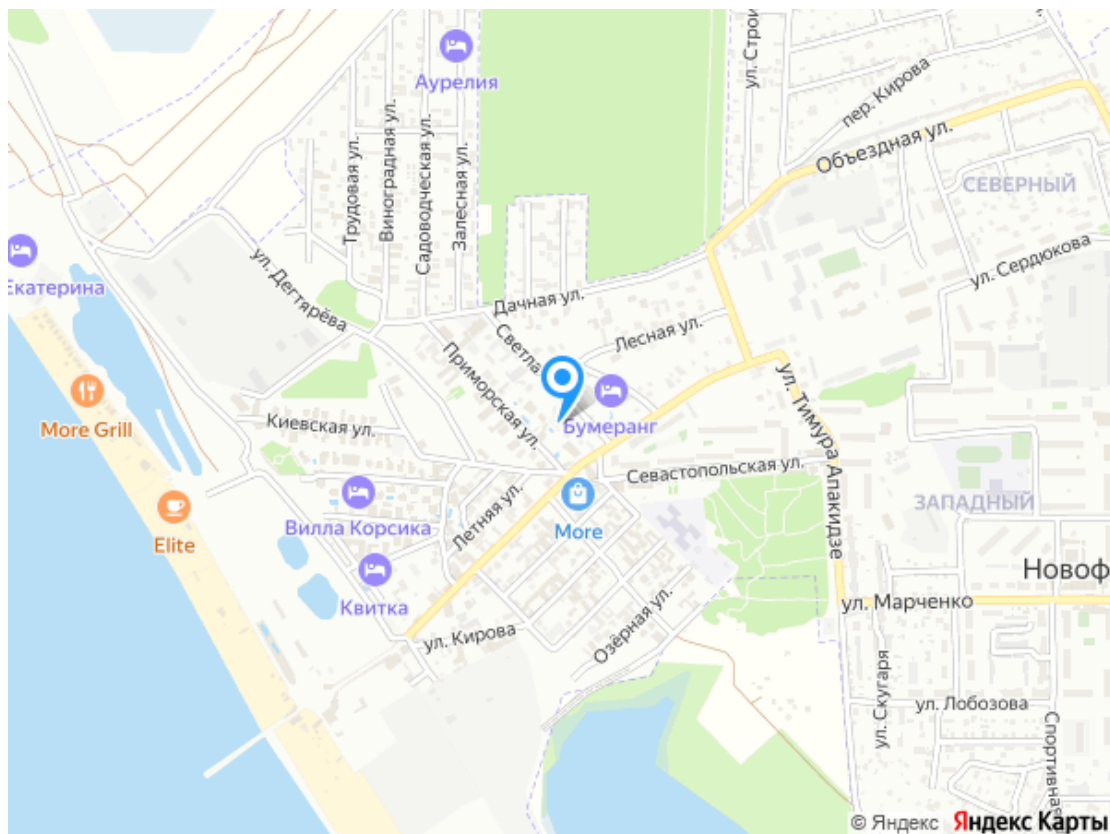 Аурелия
ул. Строи
пер. Кирова
Объездная ул.
СЕВЕРНЫЙ
Трудовая ул.
Виноградная ул.
Садоводческая ул.
Залесная ул.
ул. Сердюкова
Екатерина
ул. Дегтярёва
Дачная ул.
Светла
Лесная ул.
Приморская ул.
More Grill
Киевская ул.
Бумеранг
ул. Тимура Апакидзе
Севастопольская ул.
ЗАПАДНЫЙ
Вилла Корсика
Летняя ул.
More
Elite
Новоф
Квитка
ул. Марченко
ул. Кирова
Озёрная ул.
ул. Скугаря
ул. Лобозова
Спортивная
© Яндекс Яндекс Карты